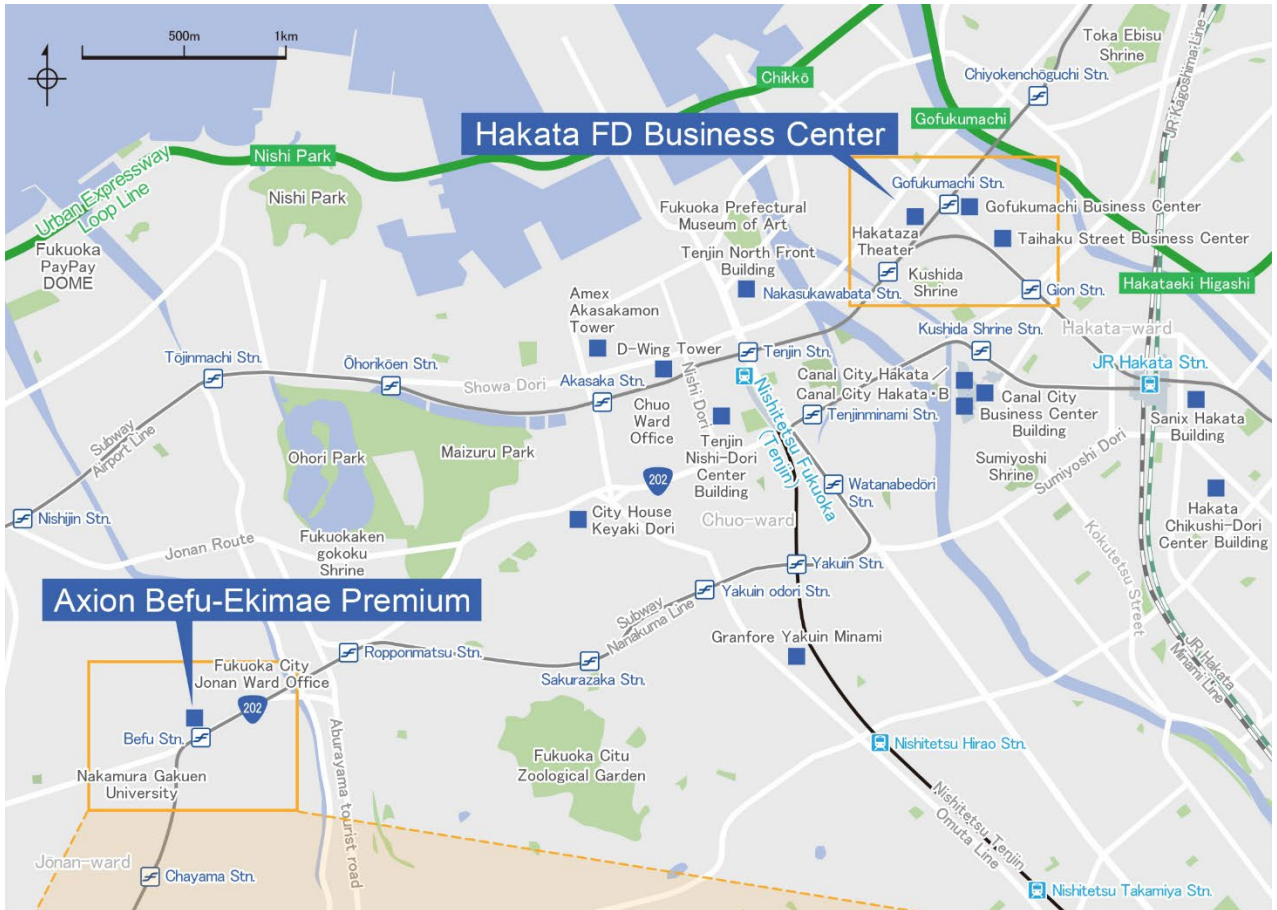 500m
1km
Toka Ebisu
Shrine
JR Kagoshima Line
Chikkō
Chiyokenchōguchi Stn.
Gofukumachi
Hakata FD Business Center
Urban Expressway
Loop Line
Nishi Park
Nishi Park
Gofukumachi Stn.
Gofukumachi Business Center
Fukuoka Prefectural
Museum of Art
Hakataza
Theater
Taihaku Street Business Center
Fukuoka
PayPay
DOME
Tenjin North Front
Building
Nakasukawabata Stn.
Kushida
Shrine
Gion Stn.
Hakataeki Higashi
Amex
Akasakamon
Tower
Kushida Shrine Stn.
Hakata-ward
D-Wing Tower
Tenjin Stn.
Tōjinmachi Stn.
Ōhorikōen Stn.
Showa Dori
Akasaka Stn.
Nishi Dori
Canal City Hakata／
Canal City Hakata・B
JR Hakata Stn.
Nishitetsu Fukuoka
(Tenjin)
Tenjinminami Stn.
Canal City
Business Center
Building
Sanix Hakata
Building
Chuo
Ward
Office
Subway
Airport Line
Ohori Park
Maizuru Park
Tenjin
Nishi-Dori
Center
Building
Sumiyoshi
Shrine
Sumiyoshi Dori
202
Watanabedōri
Stn.
Nishijin Stn.
City House
Keyaki Dori
Chuo-ward
Hakata
Chikushi-Dori
Center Building
Jonan Route
Fukuokaken
gokoku
Shrine
Kokutetsu Street
Yakuin Stn.
Axion Befu-Ekimae Premium
Yakuin odori Stn.
Subway
Nanakuma Line
Granfore Yakuin Minami
JR Hakata
Minami Line
Ropponmatsu Stn.
Fukuoka City
Jonan Ward Office
Sakurazaka Stn.
202
Befu Stn.
Aburayama tourist road
Nishitetsu Hirao Stn.
Fukuoka Citu
Zoological Garden
Nakamura Gakuen
University
Nishitetsu Tenjin
Omuta Line
Jōnan-ward
Chayama Stn.
Nishitetsu Takamiya Stn.